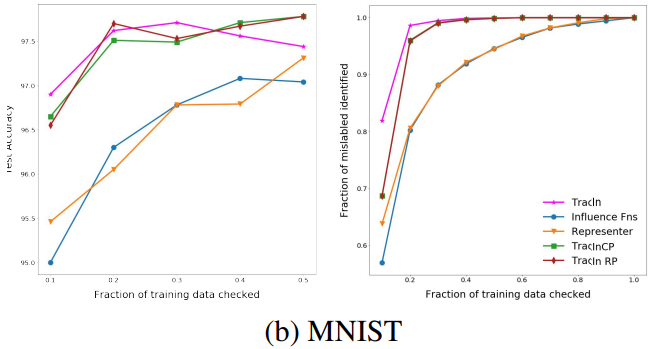 97.5
97.0
96.5
96.0
95.5
95.0
Test Accuracy
0.1 0.2 0.3 0.4 0.5
Fraction of training data checked
1.0
0.9
0.8
0.7
0.6
Fraction of mislabled identified
TracIn
Influence Fns
Representer
TracInCP
TracIn RP
0.2 0.4 0.6 0.8 1.0
Fraction of training data checked
(b) MNIST